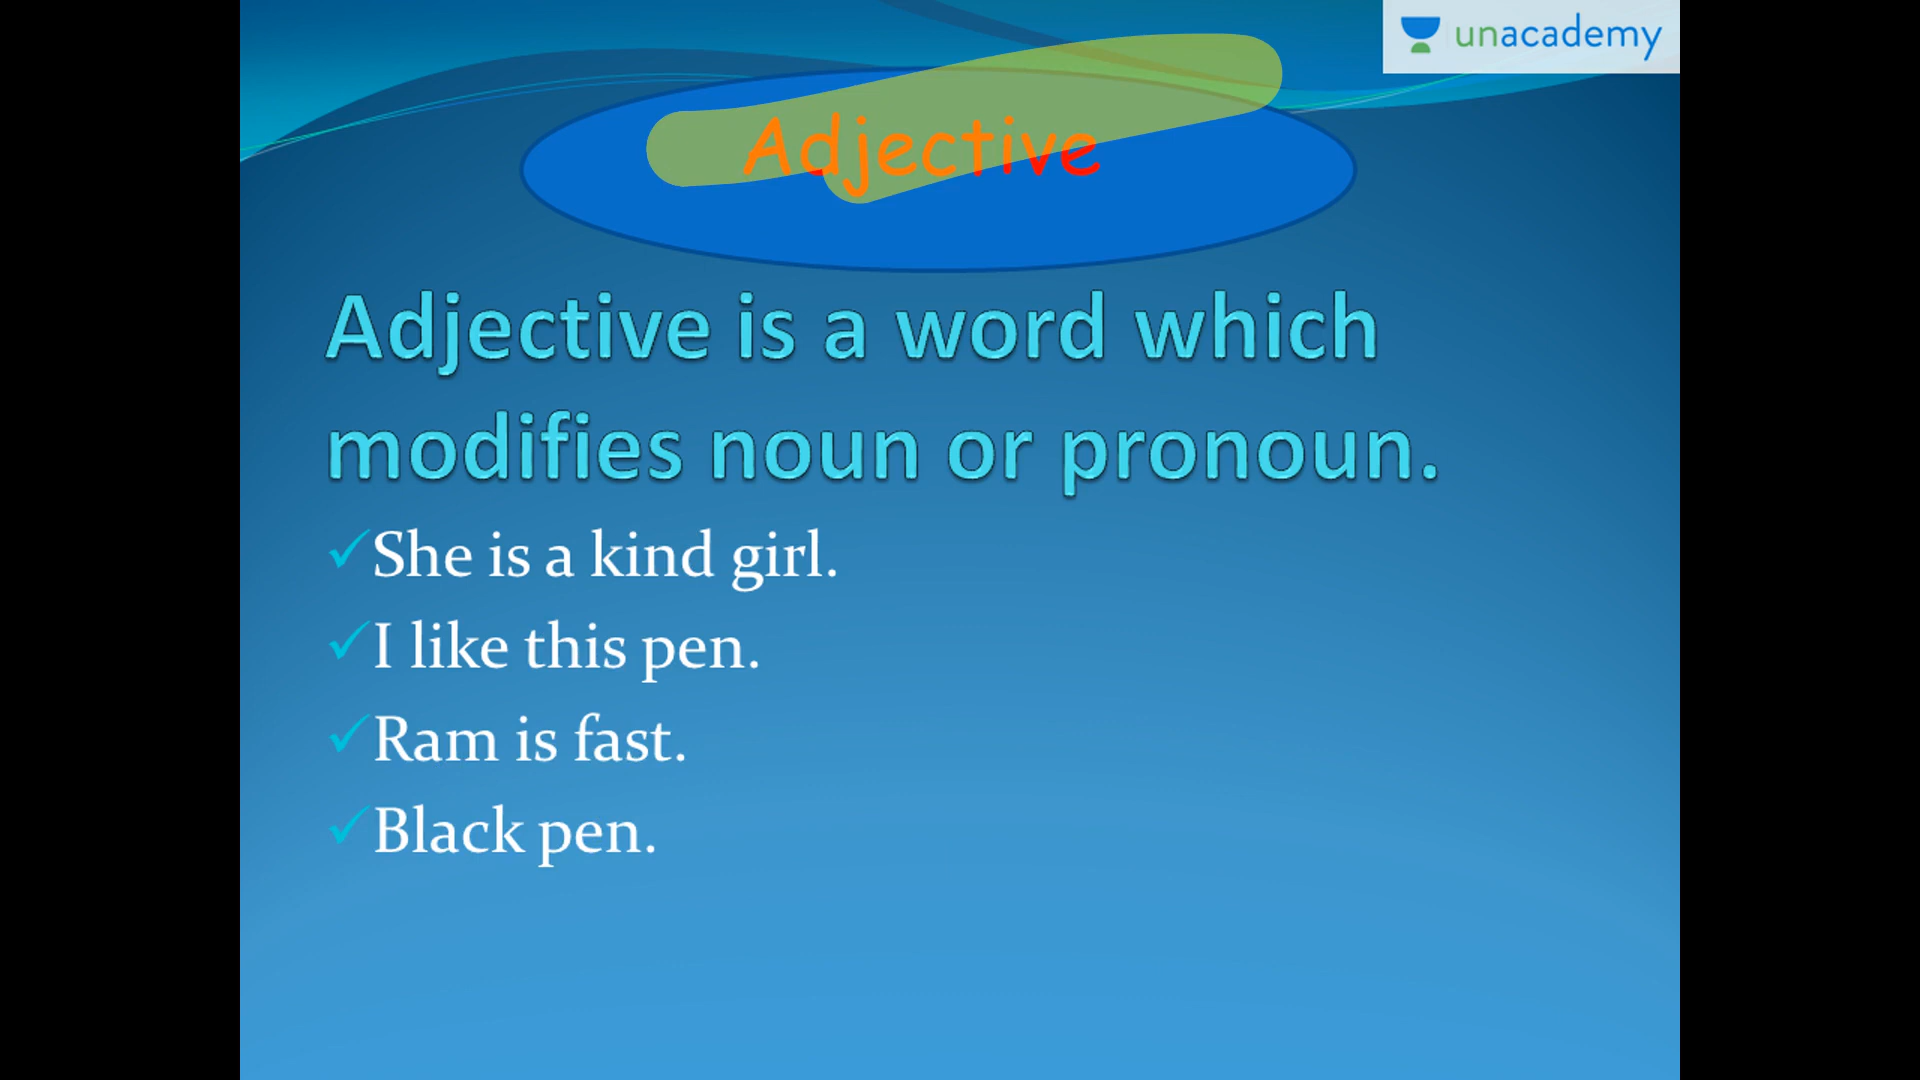 unacademy
Adjective
Adjective is a word which
modifies noun or pronoun.
She is a kind girl.
I like this pen.
Ram is fast.
Black pen.